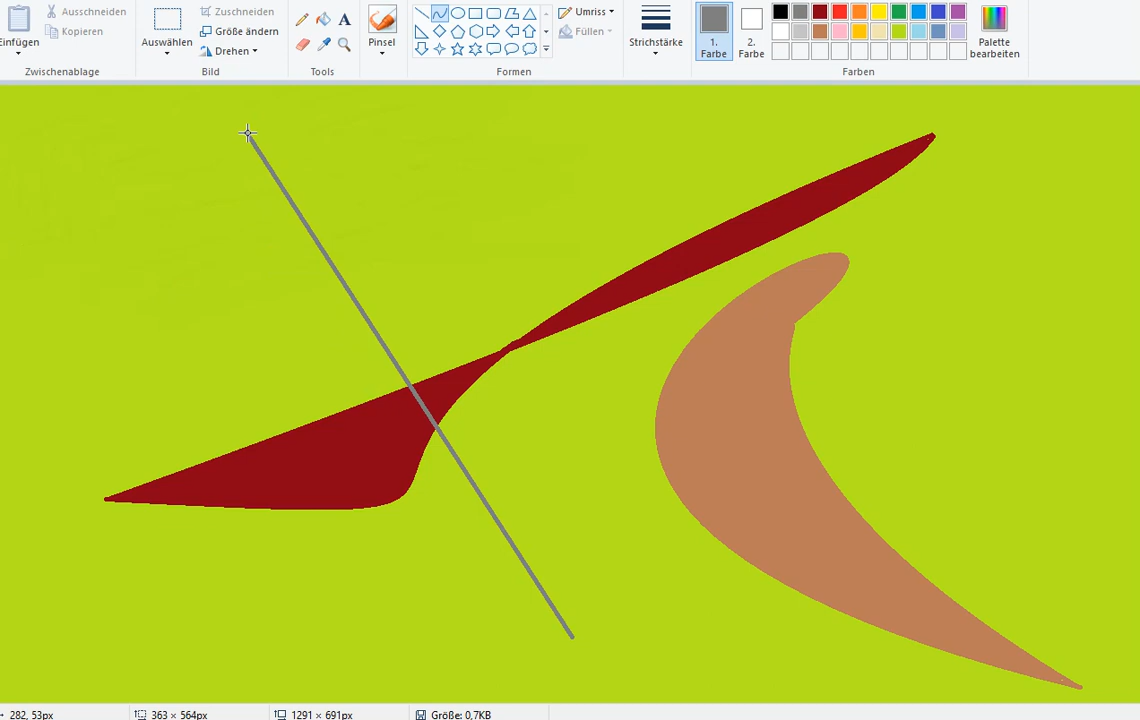 Einfügen
Ausschneiden
Kopieren
Zwischenablage
Auswählen
Zuschneiden
Größe ändern
Drehen
Bild
A
Tools
Pinsel
Umriss
Füllen
Formen
Strichstärke
1.
Farbe
2.
Farbe
Palette
bearbeiten
Farben
282, 53px
363 × 564px
1291 × 691px
Größe: 0,7KB